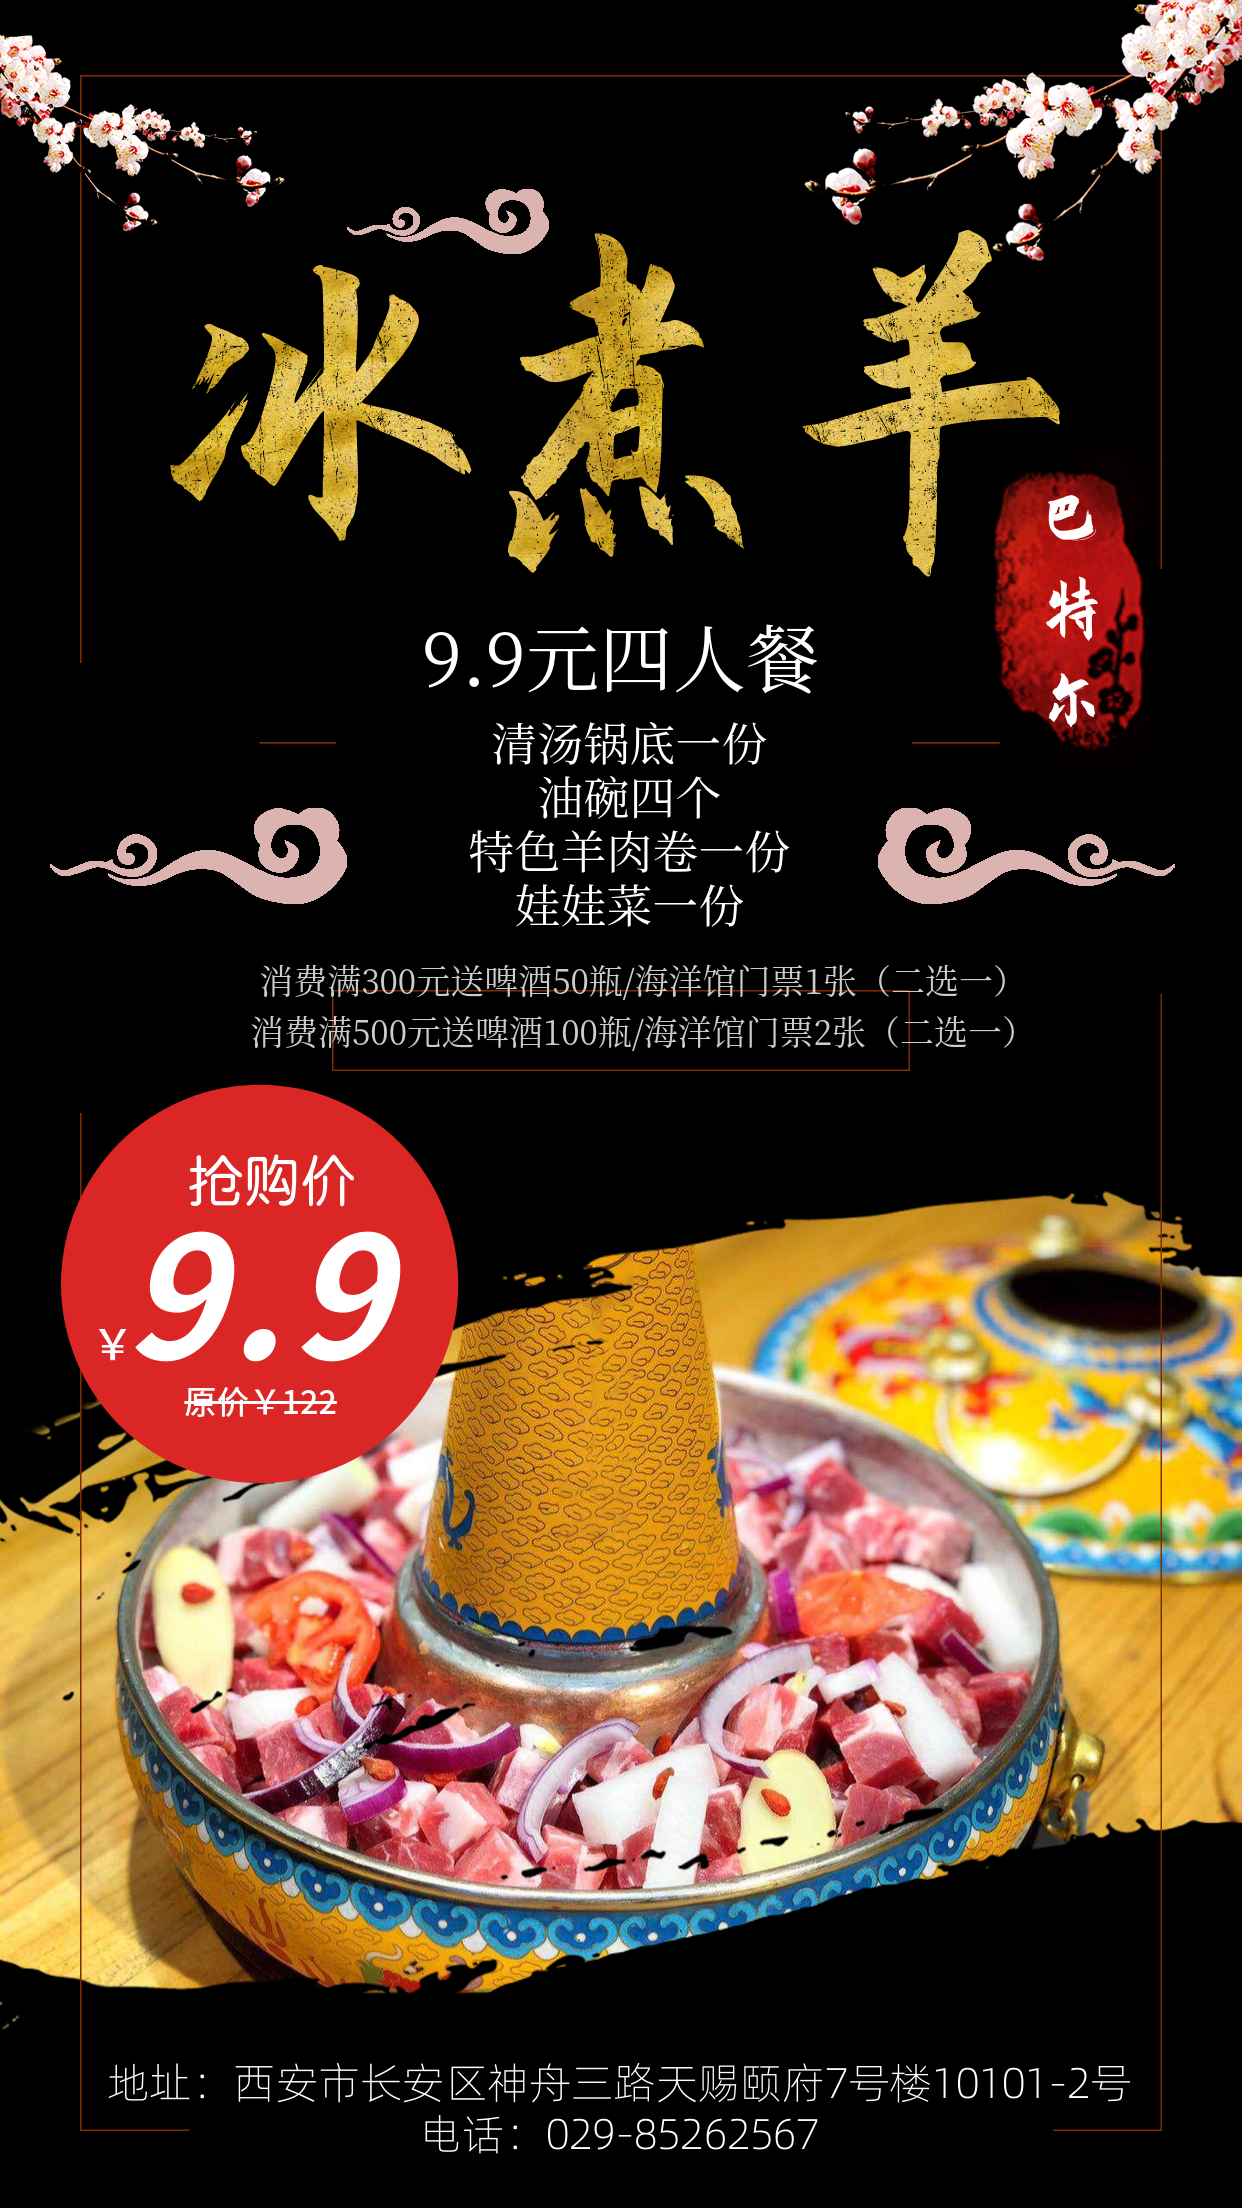 冰煮羊
巴特尔
9.9元四人餐
清汤锅底一份
油碗四个
特色羊肉卷一份
娃娃菜一份
消费满300元送啤酒50瓶/海洋馆门票1张（二选一）
消费满500元送啤酒100瓶/海洋馆门票2张（二选一）
抢购价
¥9.9
原价￥122
地址：西安市长安区神舟三路天赐颐府7号楼10101-2号
电话：029-85262567